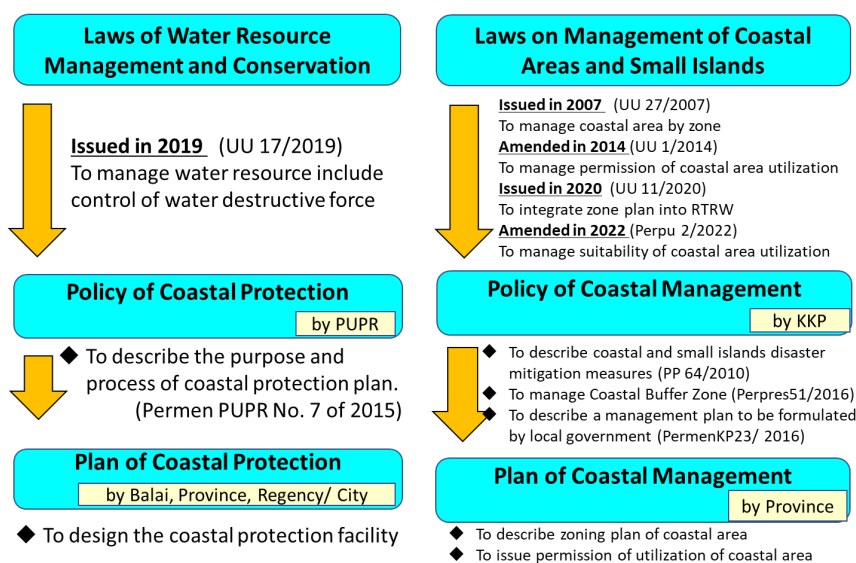 Laws of Water Resource
Management and Conservation
Issued in 2019 (UU 17/2019)
To manage water resource include
control of water destructive force
Policy of Coastal Protection
by PUPR
◆ To describe the purpose and
process of coastal protection plan.
(Permen PUPR No. 7 of 2015)
Plan of Coastal Protection
by Balai, Province, Regency/ City
◆ To design the coastal protection facility
Laws on Management of Coastal
Areas and Small Islands
Issued in 2007 (UU 27/2007)
To manage coastal area by zone
Amended in 2014 (UU 1/2014)
To manage permission of coastal area utilization
Issued in 2020 (UU 11/2020)
To integrate zone plan into RTRW
Amended in 2022 (Perpu 2/2022)
To manage suitability of coastal area utilization
Policy of Coastal Management
by KKP
◆ To describe coastal and small islands disaster
mitigation measures (PP 64/2010)
◆ To manage Coastal Buffer Zone (Perpres51/2016)
◆ To describe a management plan to be formulated
by local government (PermenKP23/ 2016)
Plan of Coastal Management
by Province
◆ To describe zoning plan of coastal area
◆ To issue permission of utilization of coastal area